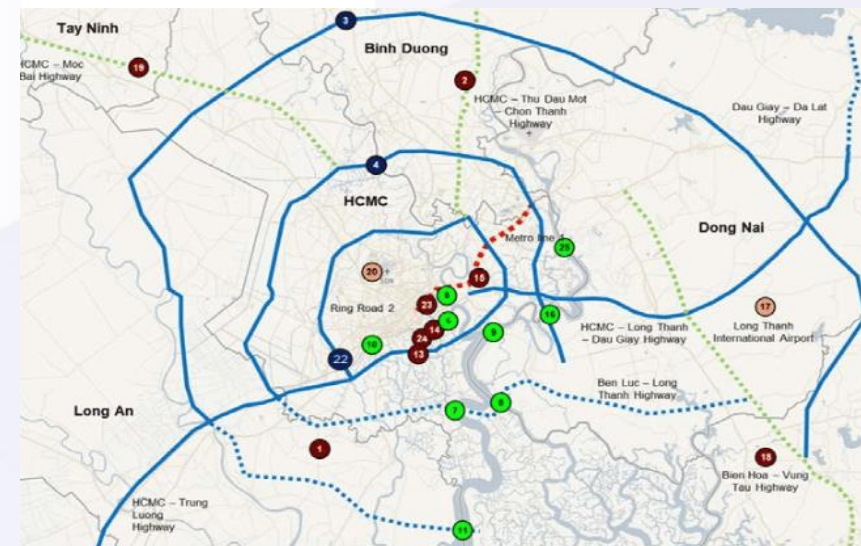 3
Tay Ninh
Binh Duong
19
HCMC – Moc
Bai Highway
2
HCMC – Thu Dau Mot
– Chon Thanh
Highway
Dau Giay – Da Lat
Highway
4
HCMC
Metro line 1
Dong Nai
25
20
15
23
Ring Road 2
14
24
13
10
9
16
17
Long Thanh
International Airport
HCMC – Long Thanh
– Dau Giay Highway
22
Ben Luc – Long
Thanh Highway
Long An
7
8
1
18
Bien Hoa – Vung
Tau Highway
HCMC – Trung
Luong
Highway
11